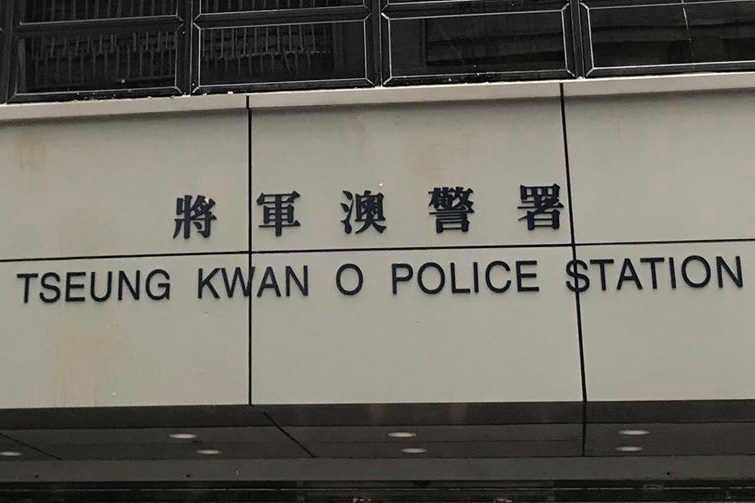 將軍澳警署
TSEUNG KWAN O POLICE STATION